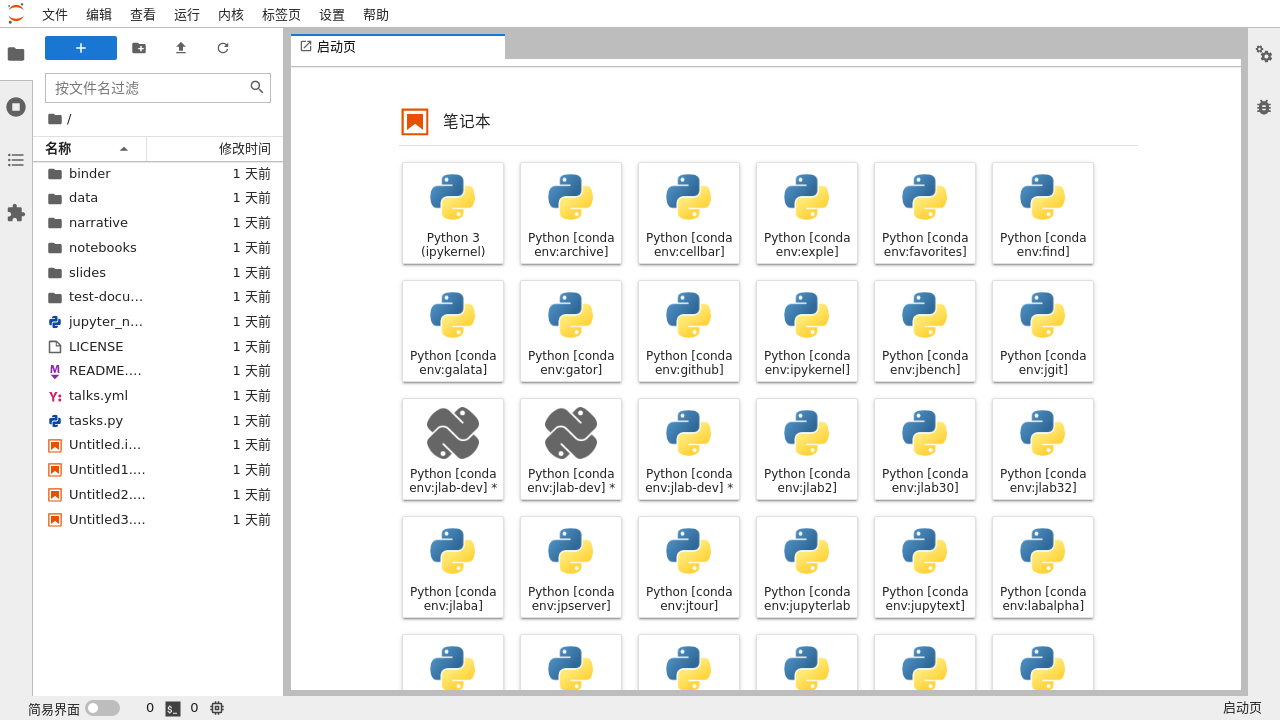 文件 编辑 查看 运行 内核 标签页 设置 帮助
启动页
按文件名过滤
/
名称 修改时间
binder 1 天前
data 1 天前
narrative 1 天前
notebooks 1 天前
slides 1 天前
test-docu… 1 天前
jupyter_n… 1 天前
LICENSE 1 天前
README.… 1 天前
talks.yml 1 天前
tasks.py 1 天前
Untitled.i… 1 天前
Untitled1.… 1 天前
Untitled2.… 1 天前
Untitled3.… 1 天前
笔记本
Python 3 (ipykernel)
Python [conda env:archive]
Python [conda env:cellbar]
Python [conda env:exple]
Python [conda env:favorites]
Python [conda env:find]
Python [conda env:galata]
Python [conda env:gator]
Python [conda env:github]
Python [conda env:ipykernel]
Python [conda env:jbench]
Python [conda env:jgit]
Python [conda env:jlab-dev] *
Python [conda env:jlab-dev] *
Python [conda env:jlab-dev] *
Python [conda env:jlab2]
Python [conda env:jlab30]
Python [conda env:jlab32]
Python [conda env:jlaba]
Python [conda env:jpserver]
Python [conda env:jtour]
Python [conda env:jupyterlab
Python [conda env:jupytext]
Python [conda env:labalpha]
简易界面 0 $_ 0 启动页